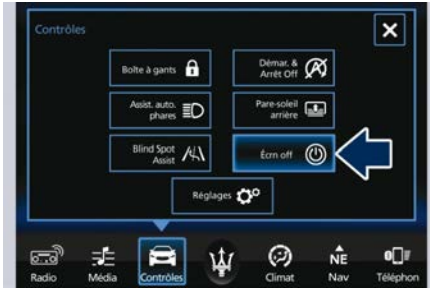 Contrôles
Boîte à gants
Démar. &
Arrêt Off
Assist. auto.
phares
Pare-soleil
arrière
Blind Spot
Assist
Écrn off
Réglages
NE
Radio
Média
Contrôles
Climat
Nav
Téléphon